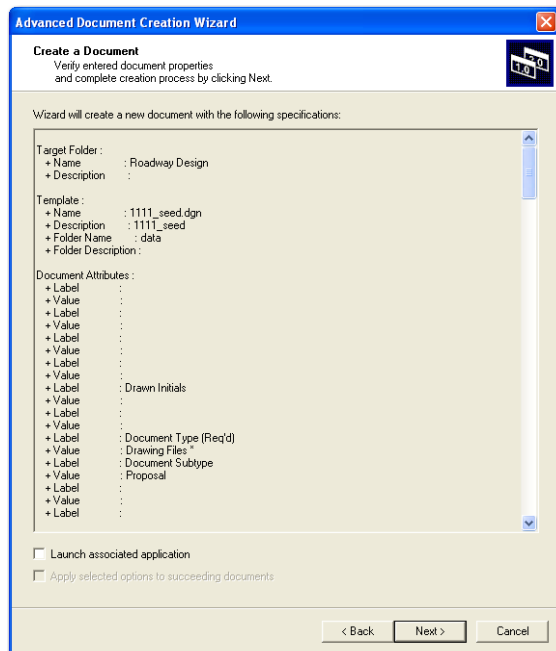 Advanced Document Creation Wizard
Create a Document
Verify entered document properties
and complete creation process by clicking Next.
1.0
2.0
Wizard will create a new document with the following specifications:
Target Folder :
+ Name : Roadway Design
+ Description :
Template :
+ Name : 1111_seed.dgn
+ Description : 1111_seed
+ Folder Name : data
+ Folder Description :
Document Attributes :
+ Label :
+ Value :
+ Label :
+ Value :
+ Label :
+ Value :
+ Label :
+ Value :
+ Label : Drawn Initials
+ Value :
+ Label :
+ Value :
+ Label : Document Type (Req'd)
+ Value : Drawing Files *
+ Label : Document Subtype
+ Value : Proposal
+ Label :
+ Value :
+ Label :
Launch associated application
Apply selected options to succeeding documents
< Back
Next >
Cancel